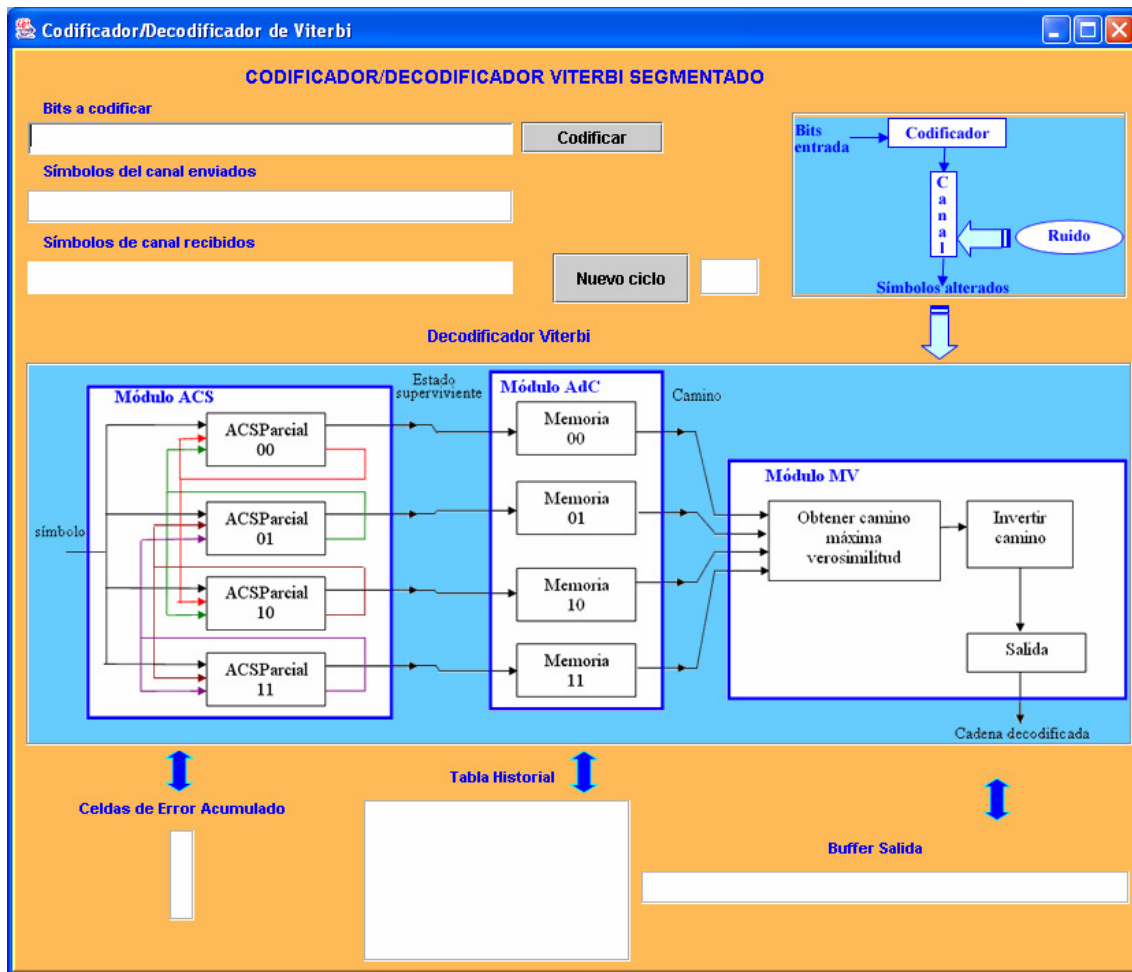 Codificador/Decodificador de Viterbi
CODIFICADOR/DECODIFICADOR VITERBI SEGMENTADO
Bits a codificar
Codificar
Símbolos del canal enviados
Símbolos de canal recibidos
Nuevo ciclo
Bits
entrada
Codificador
C
a
n
a
l
Ruido
Símbolos alterados
Decodificador Viterbi
Módulo ACS
símbolo
ACSParcial
00
ACSParcial
01
ACSParcial
10
ACSParcial
11
Estado
superviviente
Módulo AdC
Memoria
00
Memoria
01
Memoria
10
Memoria
11
Camino
Módulo MV
Obtener camino
máxima
verosimilitud
Invertir
camino
Salida
Cadena decodificada
Celdas de Error Acumulado
Tabla Historial
Buffer Salida